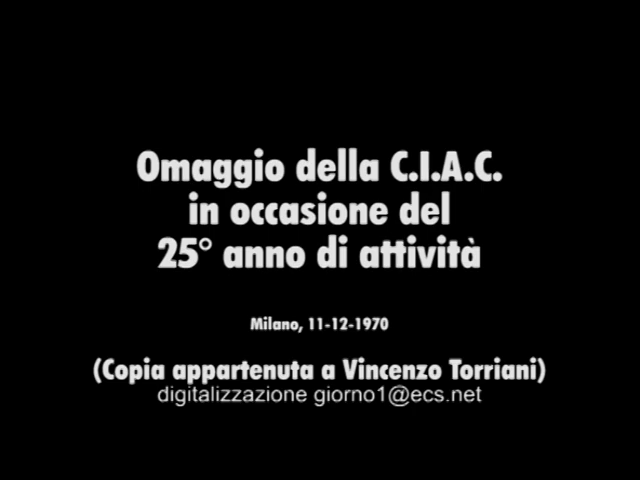 Omaggio della C.I.A.C.
in occasione del
25° anno di attività
Milano, 11-12-1970
(Copia appartenuta a Vincenzo Torriani)
digitalizzazione giorno1@ecs.net